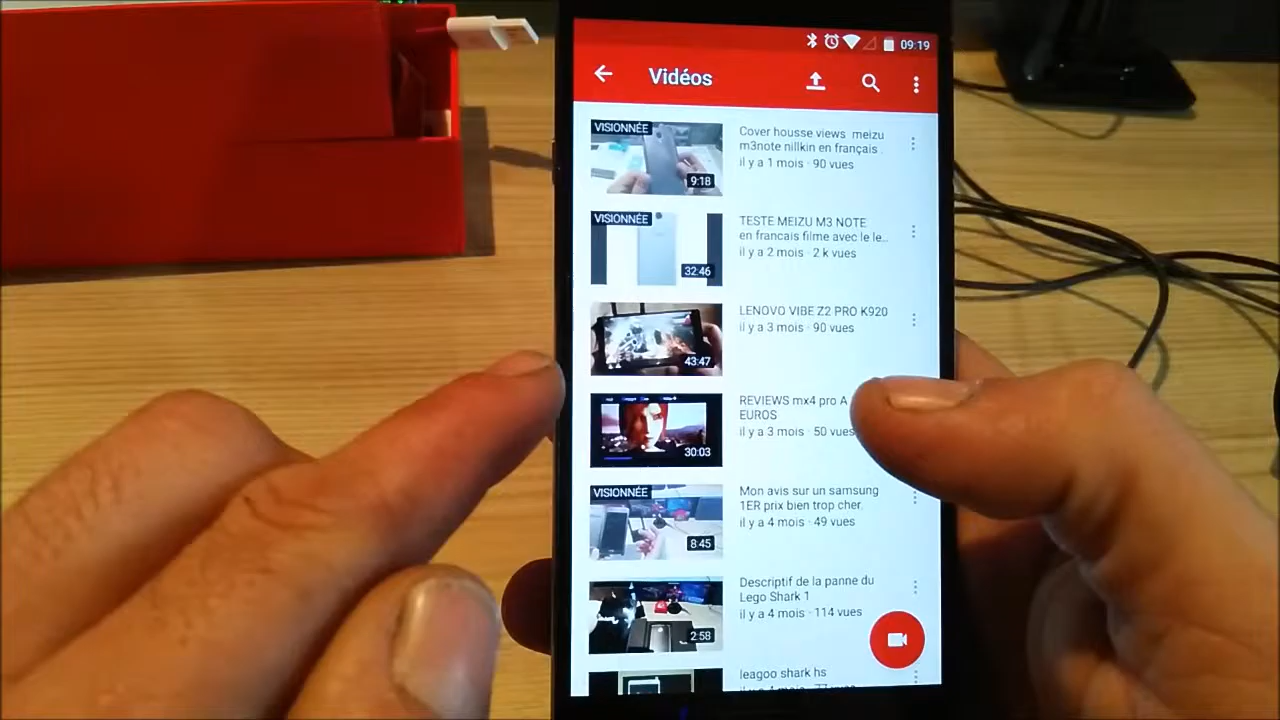 09:19
Vidéos
VISIONNÉE
9:18
Cover housse views meizu
m3note nillkin en français .
il y a 1 mois · 90 vues
VISIONNÉE
32:46
TESTE MEIZU M3 NOTE
en francais filme avec le le...
il y a 2 mois · 2 k vues
43:47
LENOVO VIBE Z2 PRO K920
il y a 3 mois · 90 vues
30:03
REVIEWS mx4 pro A
EUROS
il y a 3 mois · 50 vues
VISIONNÉE
8:45
Mon avis sur un samsung
1ER prix bien trop cher.
il y a 4 mois · 49 vues
2:58
Descriptif de la panne du
Lego Shark 1
il y a 4 mois · 114 vues
leagoo shark hs